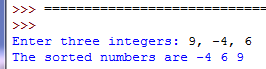 >>> ============================
>>>
Enter three integers: 9, -4, 6
The sorted numbers are -4 6 9